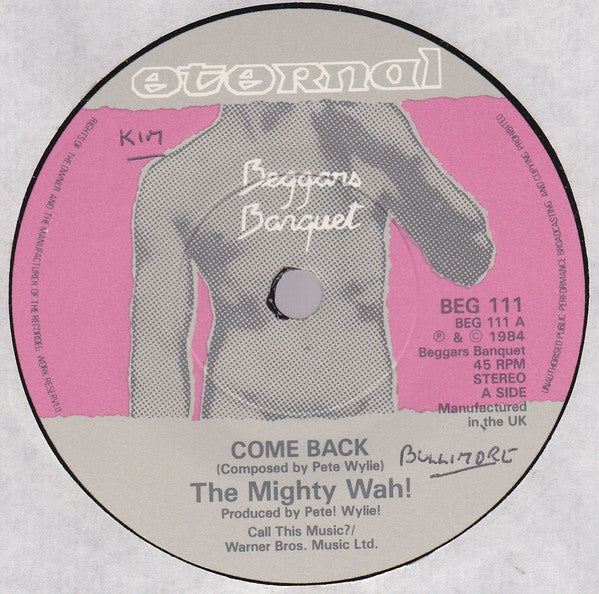 eternal
KIM
Beggars
Banquet
RIGHTS OF THE OWNER AND THE MANUFACTURER OF THE RECORDED WORK RESERVED
UNAUTHORISED PUBLIC PERFORMANCE BROADCASTING AND COPYING PROHIBITED
BEG 111
BEG 111 A
℗ & © 1984
Beggars Banquet
45 RPM
STEREO
A SIDE
Manufactured
in the UK
COME BACK
(Composed by Pete Wylie)
BULLIMORE
The Mighty Wah!
Produced by Pete! Wylie!
Call This Music?/
Warner Bros. Music Ltd.